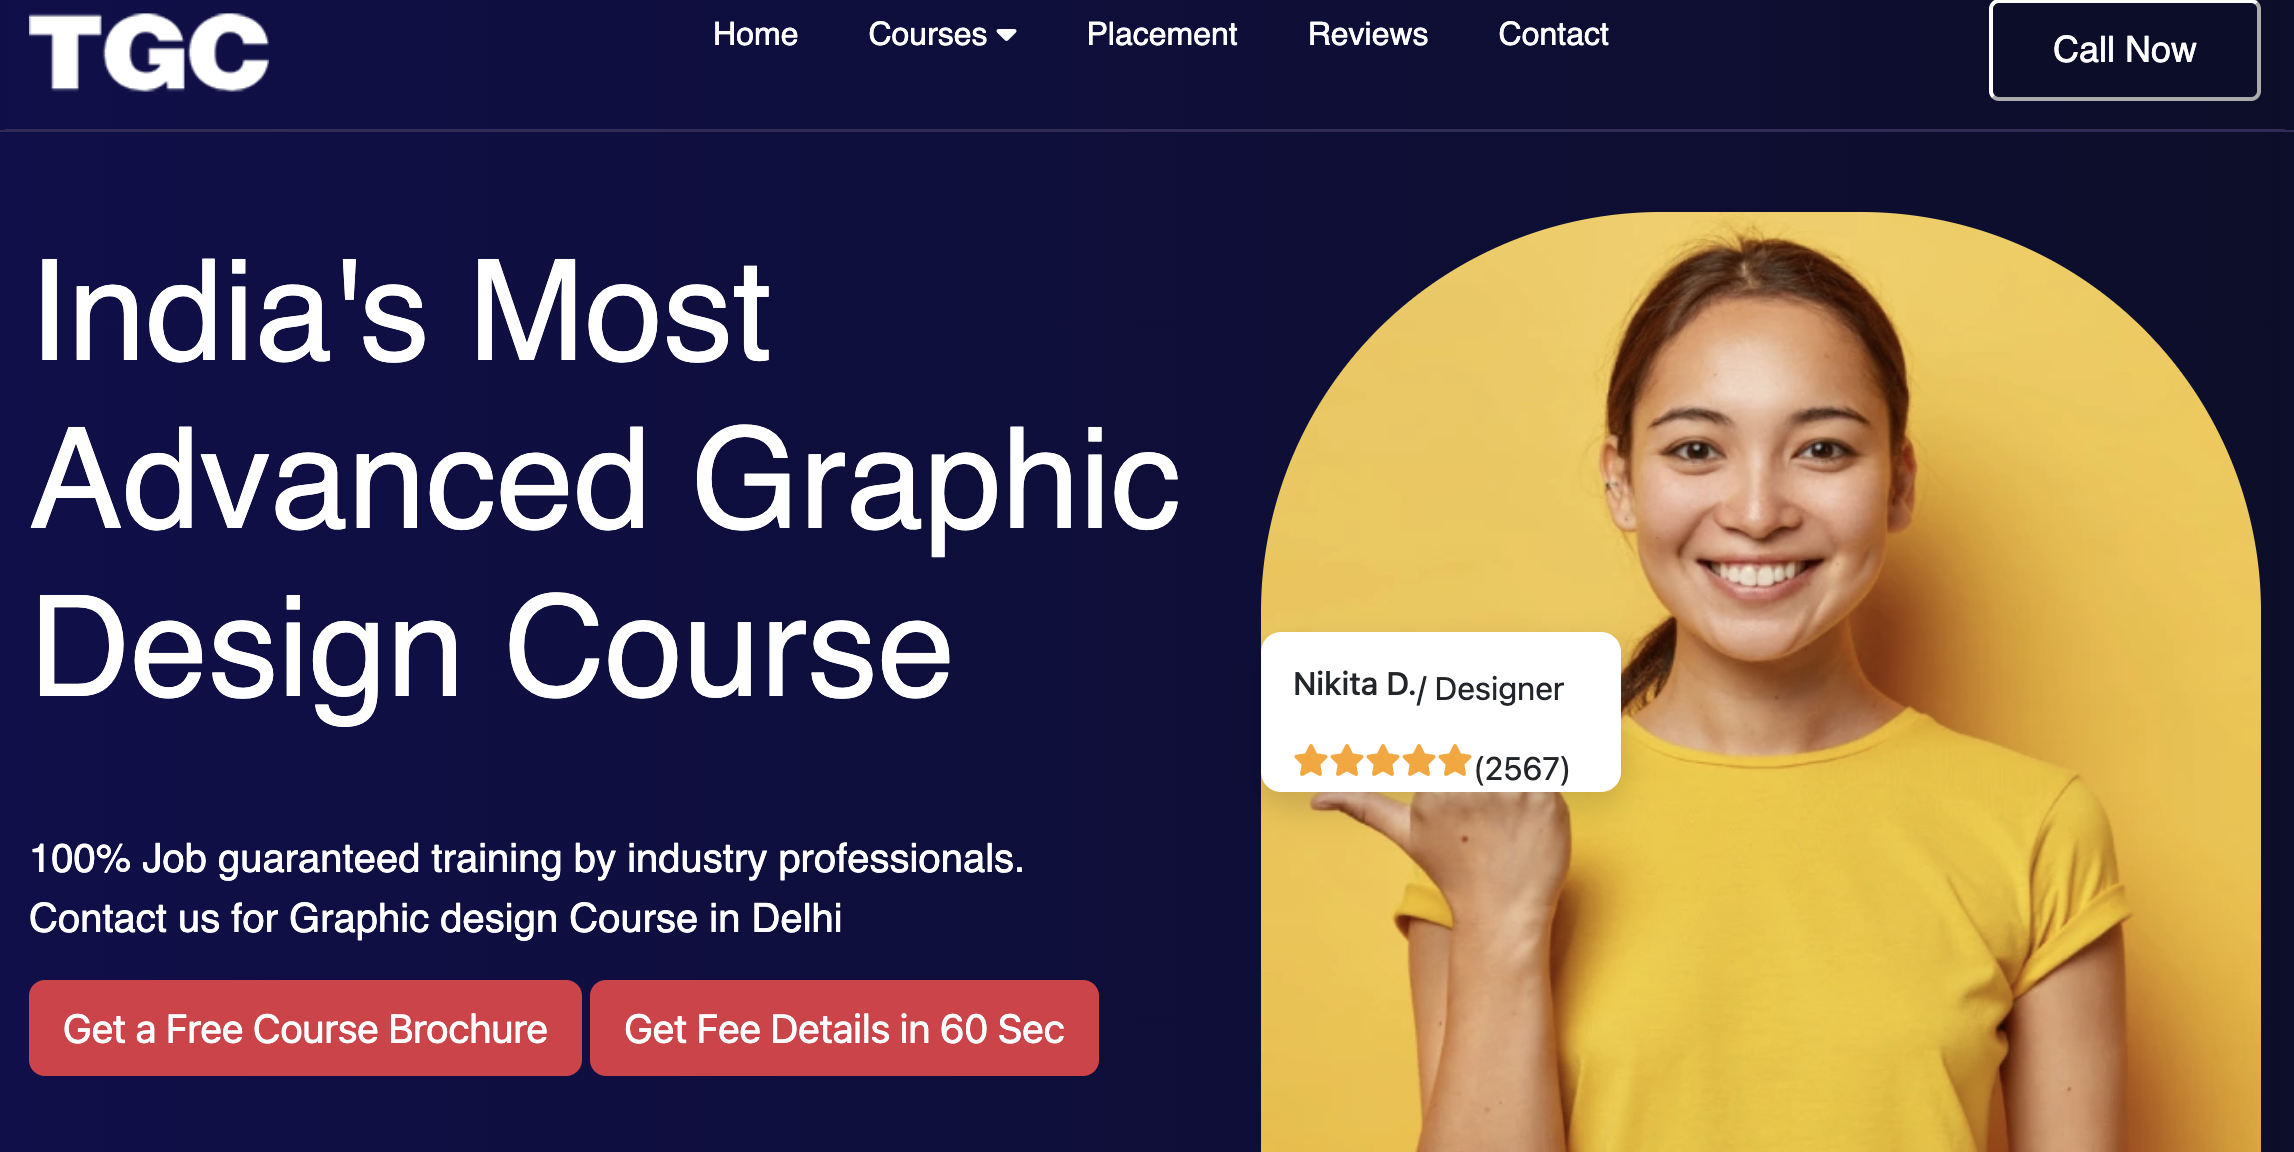 TGC
Home
Courses
Placement
Reviews
Contact
Call Now
India's Most
Advanced Graphic
Design Course
100% Job guaranteed training by industry professionals.
Contact us for Graphic design Course in Delhi
Get a Free Course Brochure
Get Fee Details in 60 Sec
Nikita D./ Designer
(2567)